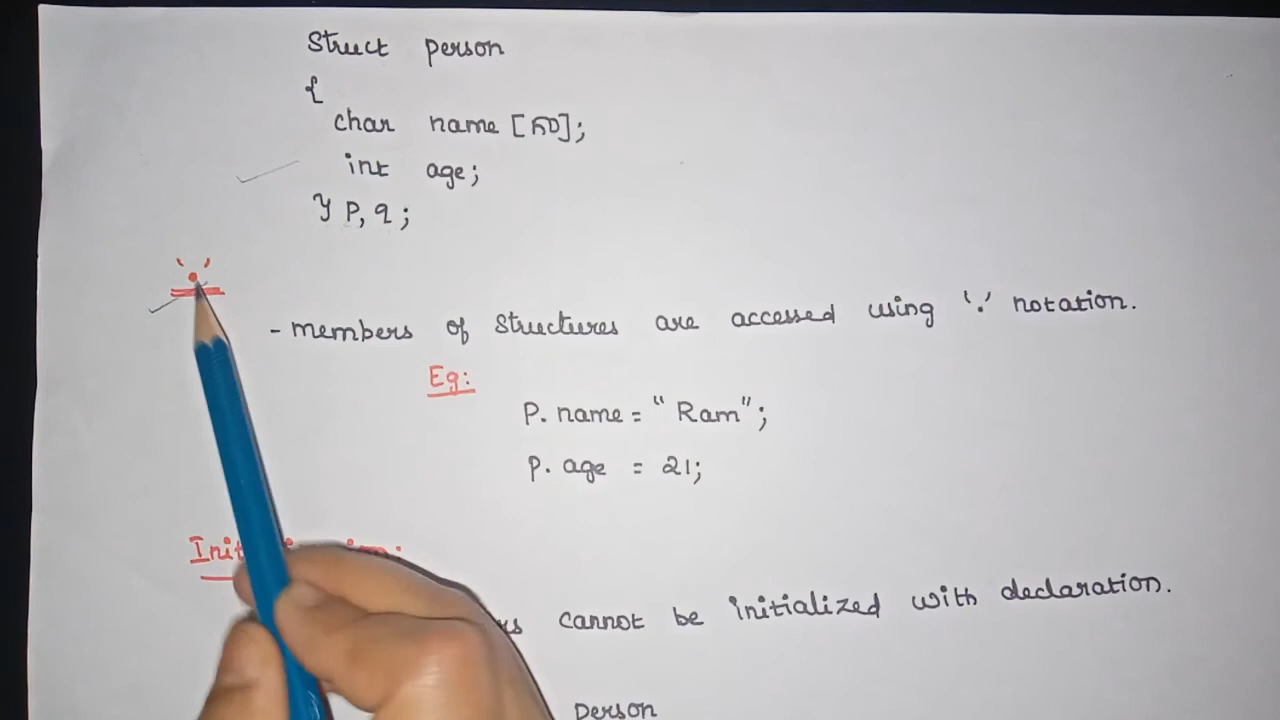 Struct person
{
char name [50];
int age;
} P, q;
'.'
- members of structures are accessed using '.' notation.
Eg:
P. name = "Ram";
p. age = 21;
cannot be initialized with declaration.
person